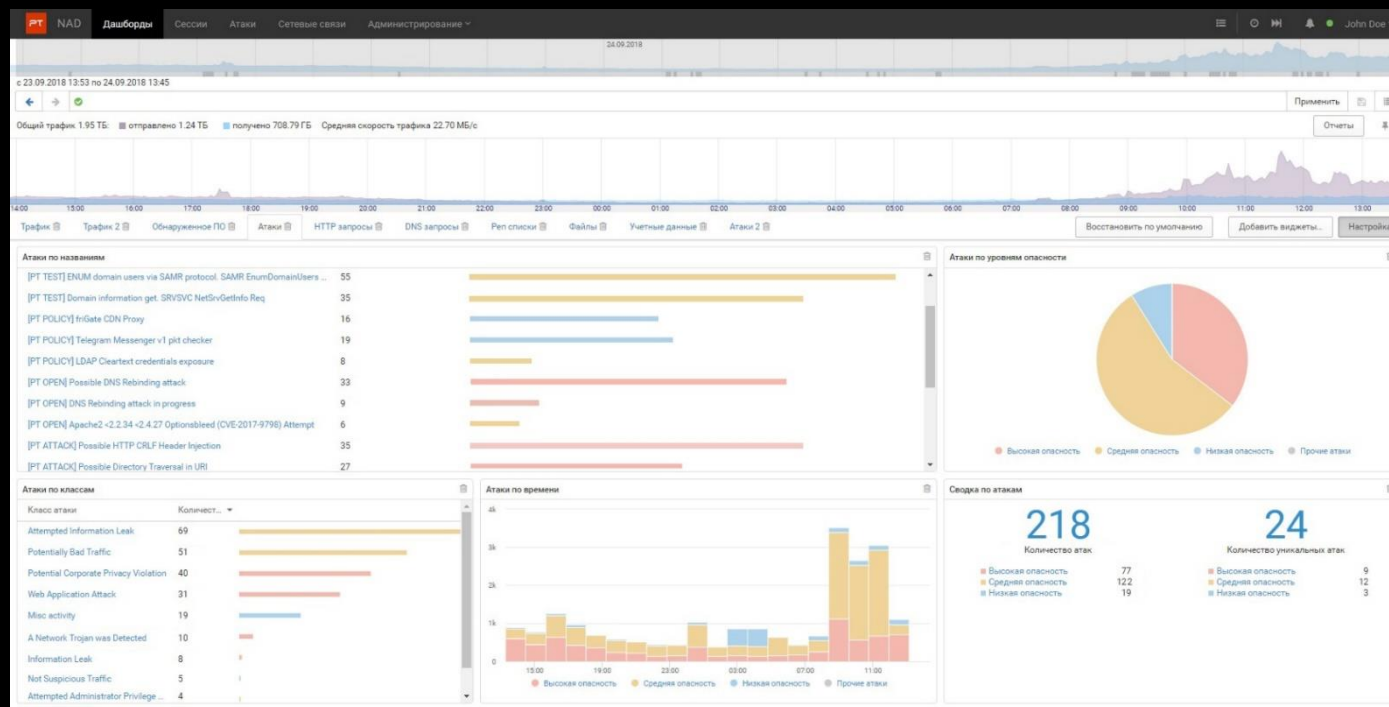 PT NAD Дашборды Сессии Атаки Сетевые связи Администрирование John Doe
24.09.2018
с 23.09.2018 13:53 по 24.09.2018 13:45
Применить
Общий трафик 1.95 ТБ: отправлено 1.24 ТБ получено 708.79 ГБ Средняя скорость трафика 22.70 МБ/с Отчеты
14:00 15:00 16:00 17:00 18:00 19:00 20:00 21:00 22:00 23:00 00:00 01:00 02:00 03:00 04:00 05:00 06:00 07:00 08:00 09:00 10:00 11:00 12:00 13:00
Трафик Трафик 2 Обнаруженное ПО Атаки HTTP запросы DNS запросы Реп списки Файлы Учетные данные Атаки 2 Восстановить по умолчанию Добавить виджеты... Настройки
Атаки по названиям
[PT TEST] ENUM domain users via SAMR protocol. SAMR EnumDomainUsers ... 55
[PT TEST] Domain information get. SRVSVC NetSrvGetInfo Req 35
[PT POLICY] friGate CDN Proxy 16
[PT POLICY] Telegram Messenger v1 pkt checker 19
[PT POLICY] LDAP Cleartext credentials exposure 8
[PT OPEN] Possible DNS Rebinding attack 33
[PT OPEN] DNS Rebinding attack in progress 9
[PT OPEN] Apache2 <2.2.34 <2.4.27 Optionsbleed (CVE-2017-9798) Attempt 6
[PT ATTACK] Possible HTTP CRLF Header Injection 35
[PT ATTACK] Possible Directory Traversal in URI 27
Атаки по уровням опасности
Высокая опасность Средняя опасность Низкая опасность Прочие атаки
Атаки по классам
Класс атаки Количест...
Attempted Information Leak 69
Potentially Bad Traffic 51
Potential Corporate Privacy Violation 40
Web Application Attack 31
Misc activity 19
A Network Trojan was Detected 10
Information Leak 8
Not Suspicious Traffic 5
Attempted Administrator Privilege ... 4
Атаки по времени
4k
3k
2k
1k
0
15:00 19:00 23:00 03:00 07:00 11:00
Высокая опасность Средняя опасность Низкая опасность Прочие атаки
Сводка по атакам
218 24
Количество атак Количество уникальных атак
Высокая опасность 77 Высокая опасность 9
Средняя опасность 122 Средняя опасность 12
Низкая опасность 19 Низкая опасность 3